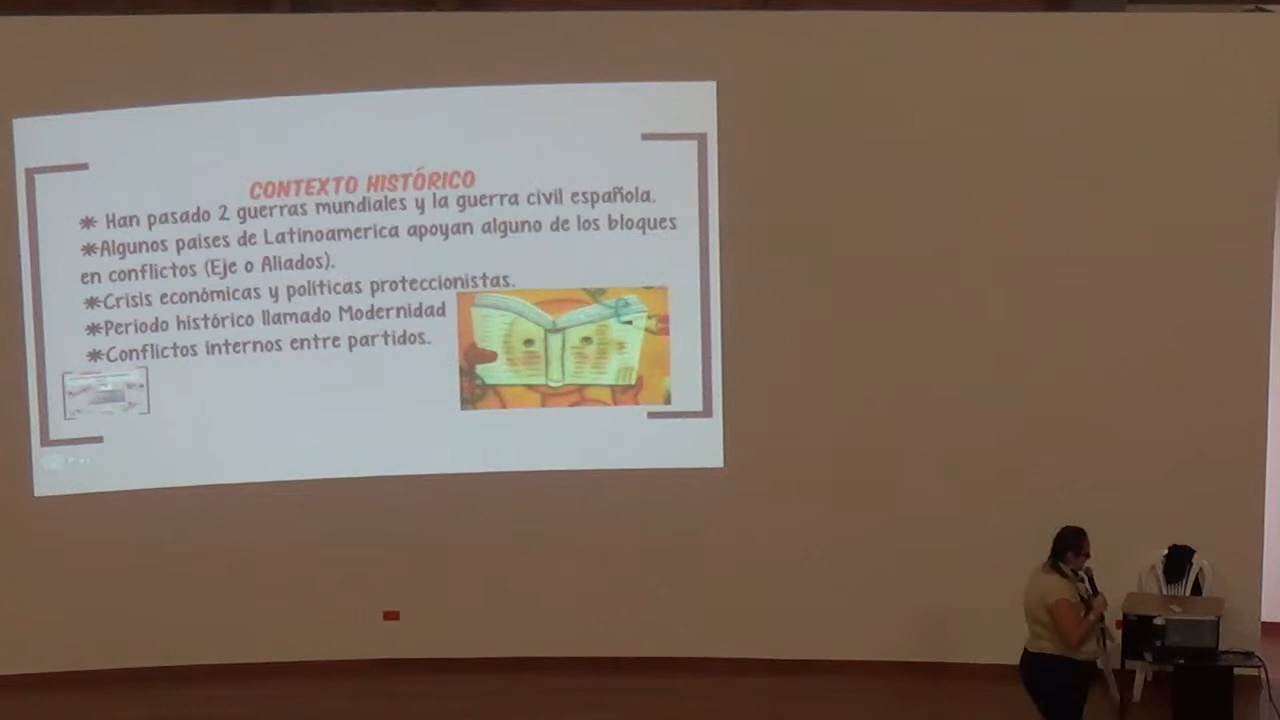 CONTEXTO HISTÓRICO
* Han pasado 2 guerras mundiales y la guerra civil española.
*Algunos paises de Latinoamerica apoyan alguno de los bloques
en conflictos (Eje o Aliados).
*Crisis económicas y políticas proteccionistas.
*Periodo histórico llamado Modernidad
*Conflictos internos entre partidos.